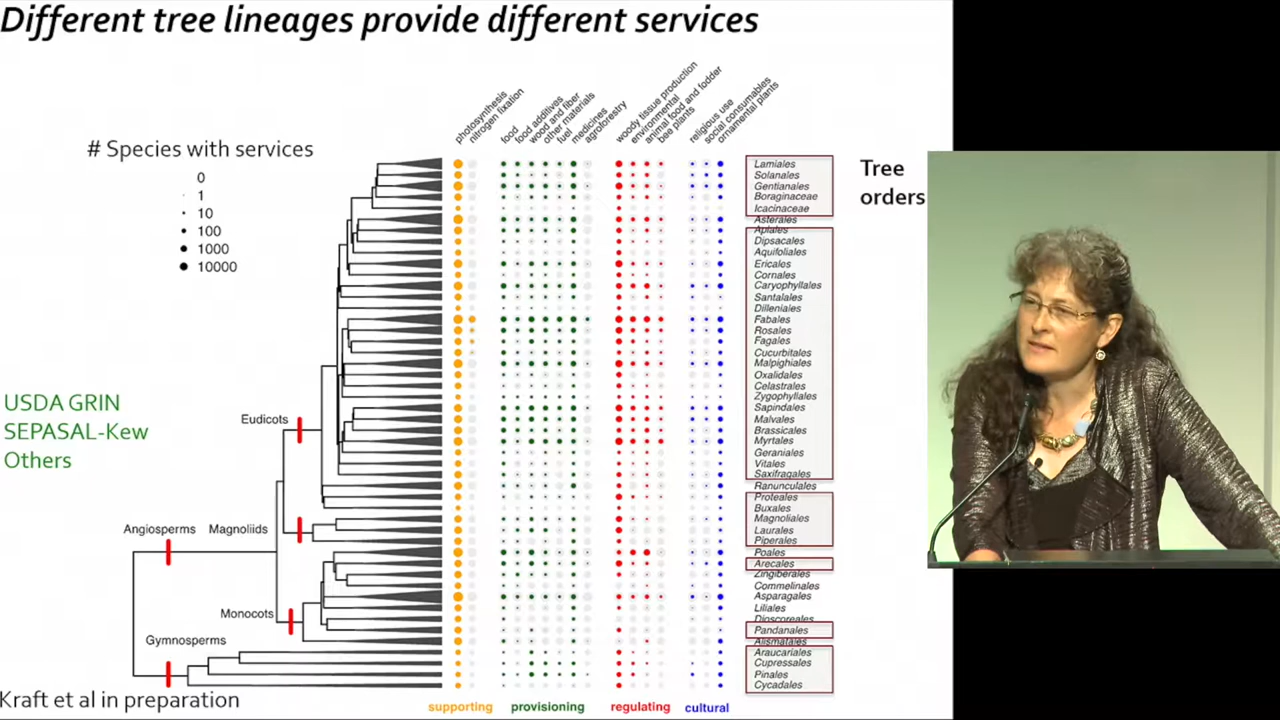 Different tree lineages provide different services
# Species with services
0
1
10
100
1000
10000
photosynthesis
nitrogen fixation
food
food additives
wood and fiber
other materials
fuel
medicines
agroforestry
woody tissue production
environmental
animal food and fodder
bee plants
religious use
social consumables
ornamental plants
Tree
orders
Lamiales
Solanales
Gentianales
Boraginaceae
Icacinaceae
Asterales
Apiales
Dipsacales
Aquifoliales
Ericales
Cornales
Caryophyllales
Santalales
Dilleniales
Fabales
Rosales
Fagales
Cucurbitales
Malpighiales
Oxalidales
Celastrales
Zygophyllales
Sapindales
Malvales
Brassicales
Myrtales
Geraniales
Vitales
Saxifragales
Ranunculales
Proteales
Buxales
Magnoliales
Laurales
Piperales
Poales
Arecales
Zingiberales
Commelinales
Asparagales
Liliales
Dioscoreales
Pandanales
Alismatales
Araucariales
Cupressales
Pinales
Cycadales
USDA GRIN
SEPASAL-Kew
Others
Eudicots
Angiosperms
Magnoliids
Monocots
Gymnosperms
Kraft et al in preparation
supporting
provisioning
regulating
cultural